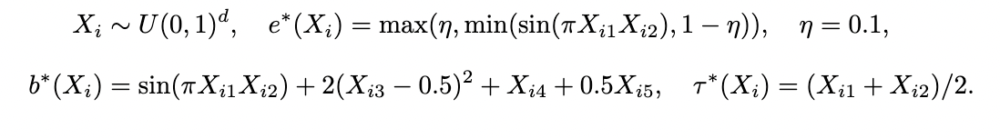 X_i ∼ U(0, 1)^d,   e*(X_i) = max(η, min(sin(πX_{i1}X_{i2}), 1 − η)),   η = 0.1,
b*(X_i) = sin(πX_{i1}X_{i2}) + 2(X_{i3} − 0.5)^2 + X_{i4} + 0.5X_{i5},   τ*(X_i) = (X_{i1} + X_{i2})/2.